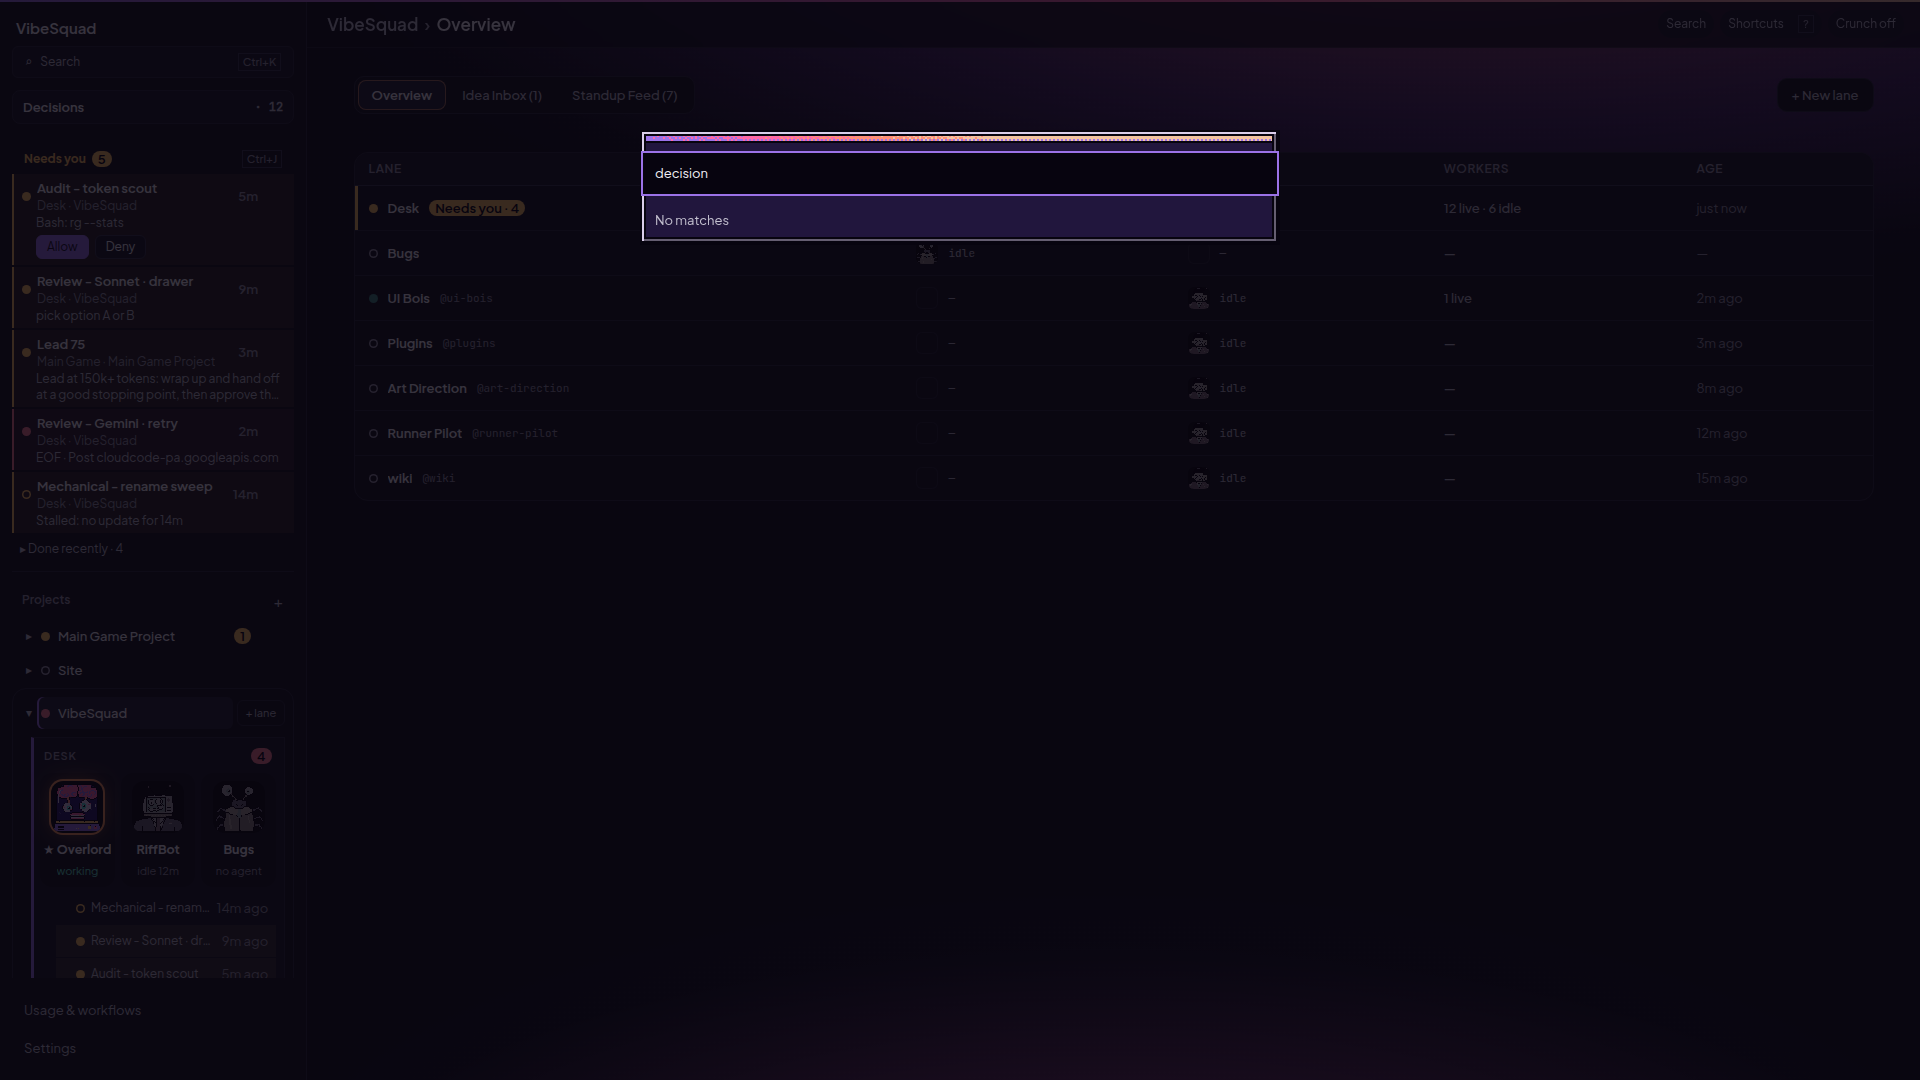 VibeSquad
Search Ctrl+K
Decisions · 12
Needs you 5 Ctrl+J
Audit – token scout 5m
Desk · VibeSquad
Bash: rg --stats
Allow Deny
Review – Sonnet · drawer 9m
Desk · VibeSquad
pick option A or B
Lead 75 3m
Main Game · Main Game Project
Lead at 150k+ tokens: wrap up and hand off
at a good stopping point, then approve th...
Review – Gemini · retry 2m
Desk · VibeSquad
EOF · Post cloudcode-pa.googleapis.com
Mechanical – rename sweep 14m
Desk · VibeSquad
Stalled: no update for 14m
▸ Done recently · 4
Projects +
▸ Main Game Project 1
▸ Site
▾ VibeSquad + lane
DESK 4
★ Overlord RiffBot Bugs
working idle 12m no agent
Mechanical – renam... 14m ago
Review – Sonnet · dr... 9m ago
Audit – token scout 5m ago
Usage & workflows
Settings
VibeSquad › Overview
Search Shortcuts ? Crunch off
Overview Idea Inbox (1) Standup Feed (7) + New lane
decision
No matches
LANE WORKERS AGE
Desk Needs you · 4 12 live · 6 idle just now
Bugs idle — — —
UI Bois @ui-bois — idle 1 live 2m ago
Plugins @plugins — idle — 3m ago
Art Direction @art-direction — idle — 8m ago
Runner Pilot @runner-pilot — idle — 12m ago
wiki @wiki — idle — 15m ago